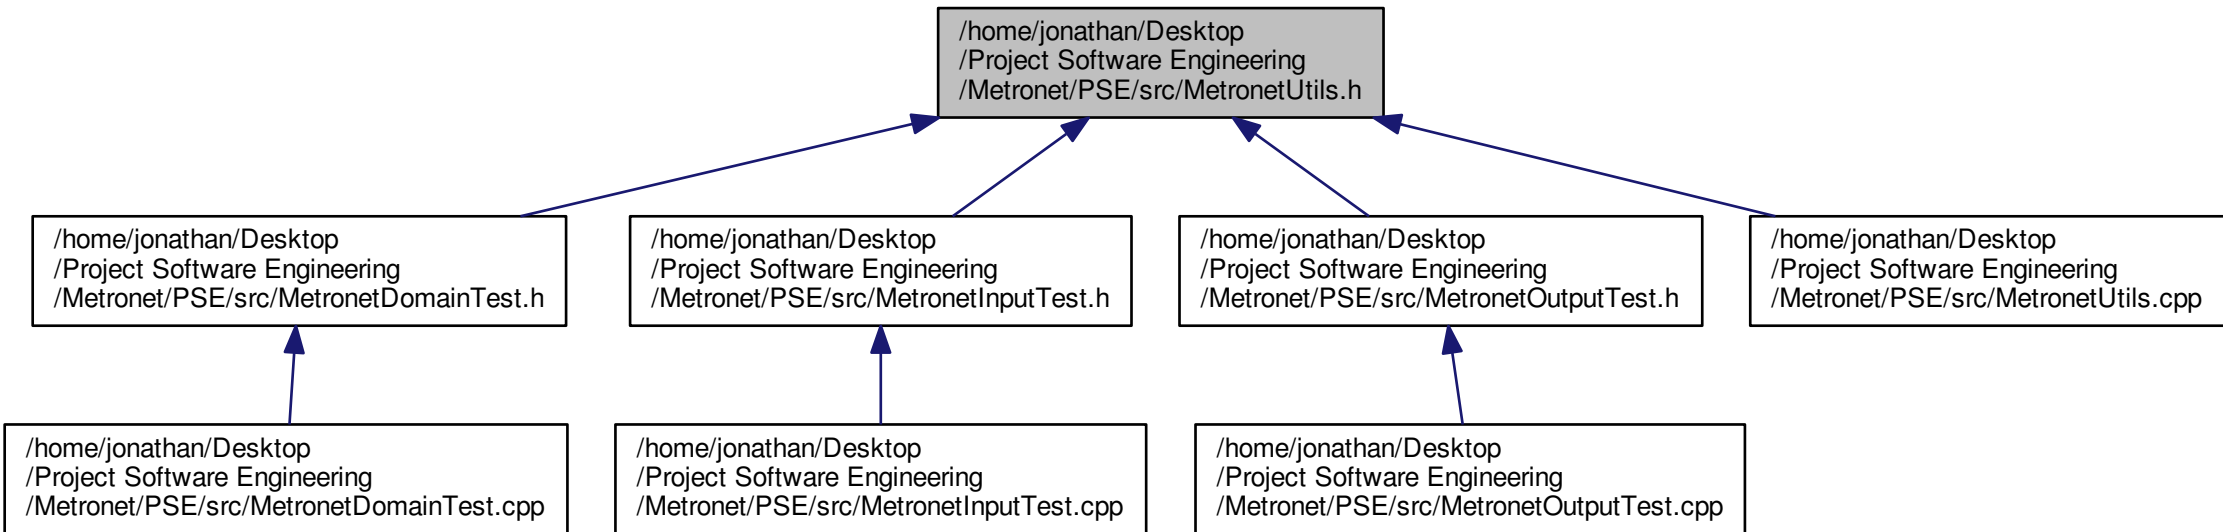 /home/jonathan/Desktop
/Project Software Engineering
/Metronet/PSE/src/MetronetUtils.h
/home/jonathan/Desktop
/Project Software Engineering
/Metronet/PSE/src/MetronetDomainTest.h
/home/jonathan/Desktop
/Project Software Engineering
/Metronet/PSE/src/MetronetInputTest.h
/home/jonathan/Desktop
/Project Software Engineering
/Metronet/PSE/src/MetronetOutputTest.h
/home/jonathan/Desktop
/Project Software Engineering
/Metronet/PSE/src/MetronetUtils.cpp
/home/jonathan/Desktop
/Project Software Engineering
/Metronet/PSE/src/MetronetDomainTest.cpp
/home/jonathan/Desktop
/Project Software Engineering
/Metronet/PSE/src/MetronetInputTest.cpp
/home/jonathan/Desktop
/Project Software Engineering
/Metronet/PSE/src/MetronetOutputTest.cpp